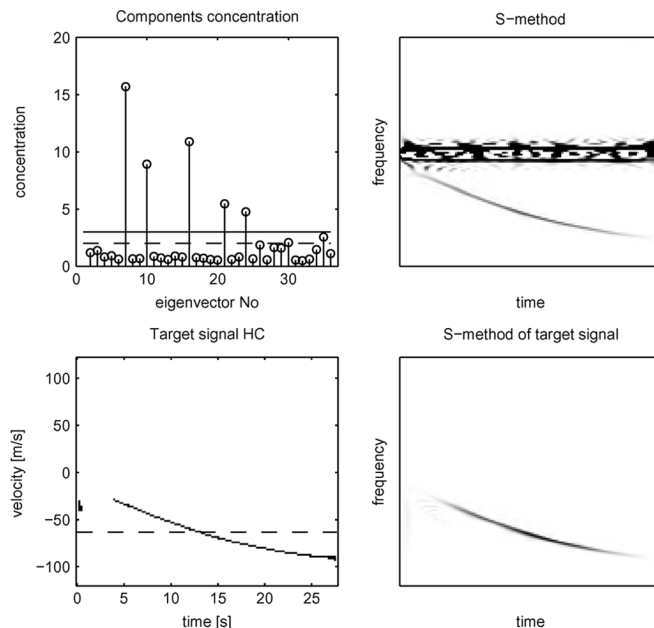 Components concentration
20
15
10
5
0
concentration
0 10 20 30
eigenvector No
S−method
frequency
time
Target signal HC
100
50
0
−50
−100
velocity [m/s]
0 5 10 15 20 25
time [s]
S−method of target signal
frequency
time